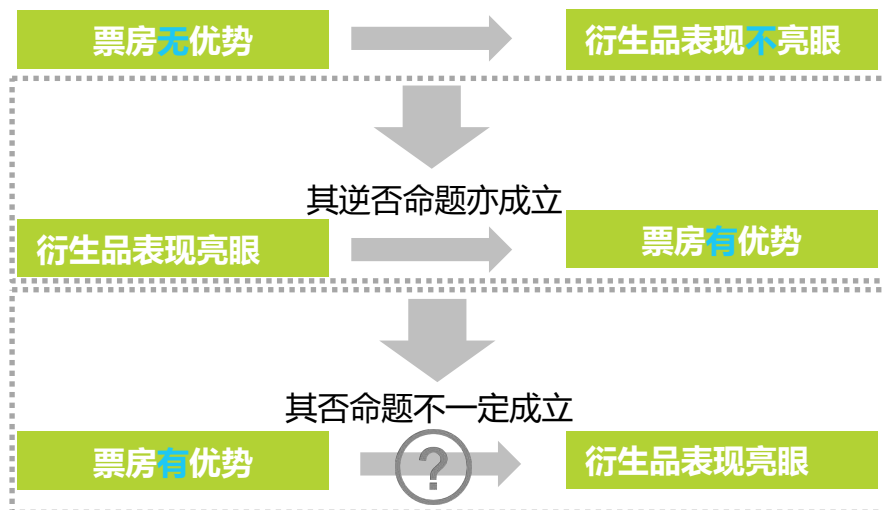 票房无优势
衍生品表现不亮眼
其逆否命题亦成立
衍生品表现亮眼
票房有优势
其否命题不一定成立
票房有优势
?
衍生品表现亮眼